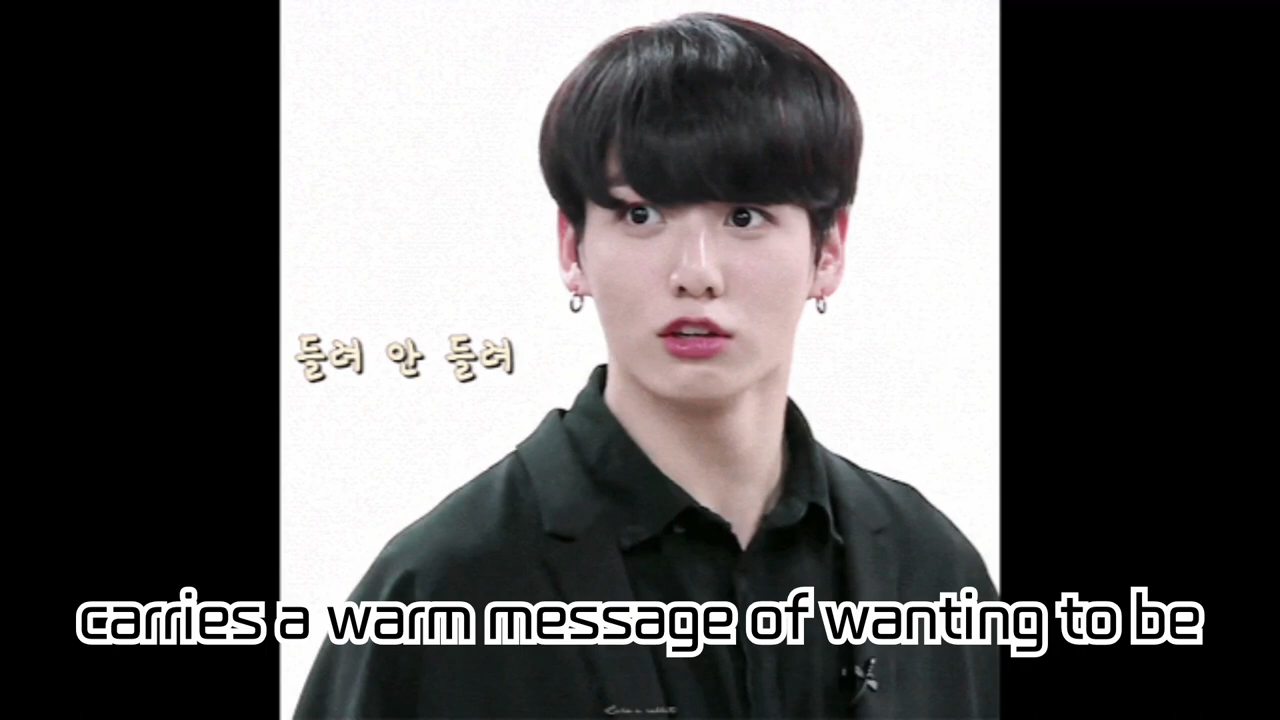 들려 안 들려
carries a warm message of wanting to be